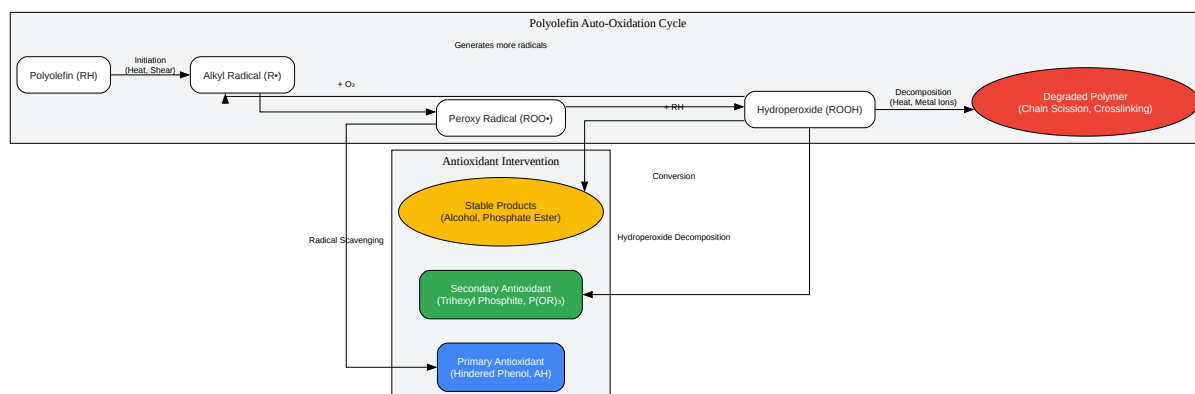 Polyolefin Auto-Oxidation Cycle
Generates more radicals
Polyolefin (RH)
Initiation
(Heat, Shear)
Alkyl Radical (R•)
+ O₂
Peroxy Radical (ROO•)
+ RH
Hydroperoxide (ROOH)
Decomposition
(Heat, Metal Ions)
Degraded Polymer
(Chain Scission, Crosslinking)
Antioxidant Intervention
Stable Products
(Alcohol, Phosphate Ester)
Conversion
Radical Scavenging
Hydroperoxide Decomposition
Secondary Antioxidant
(Trihexyl Phosphite, P(OR)₃)
Primary Antioxidant
(Hindered Phenol, AH)